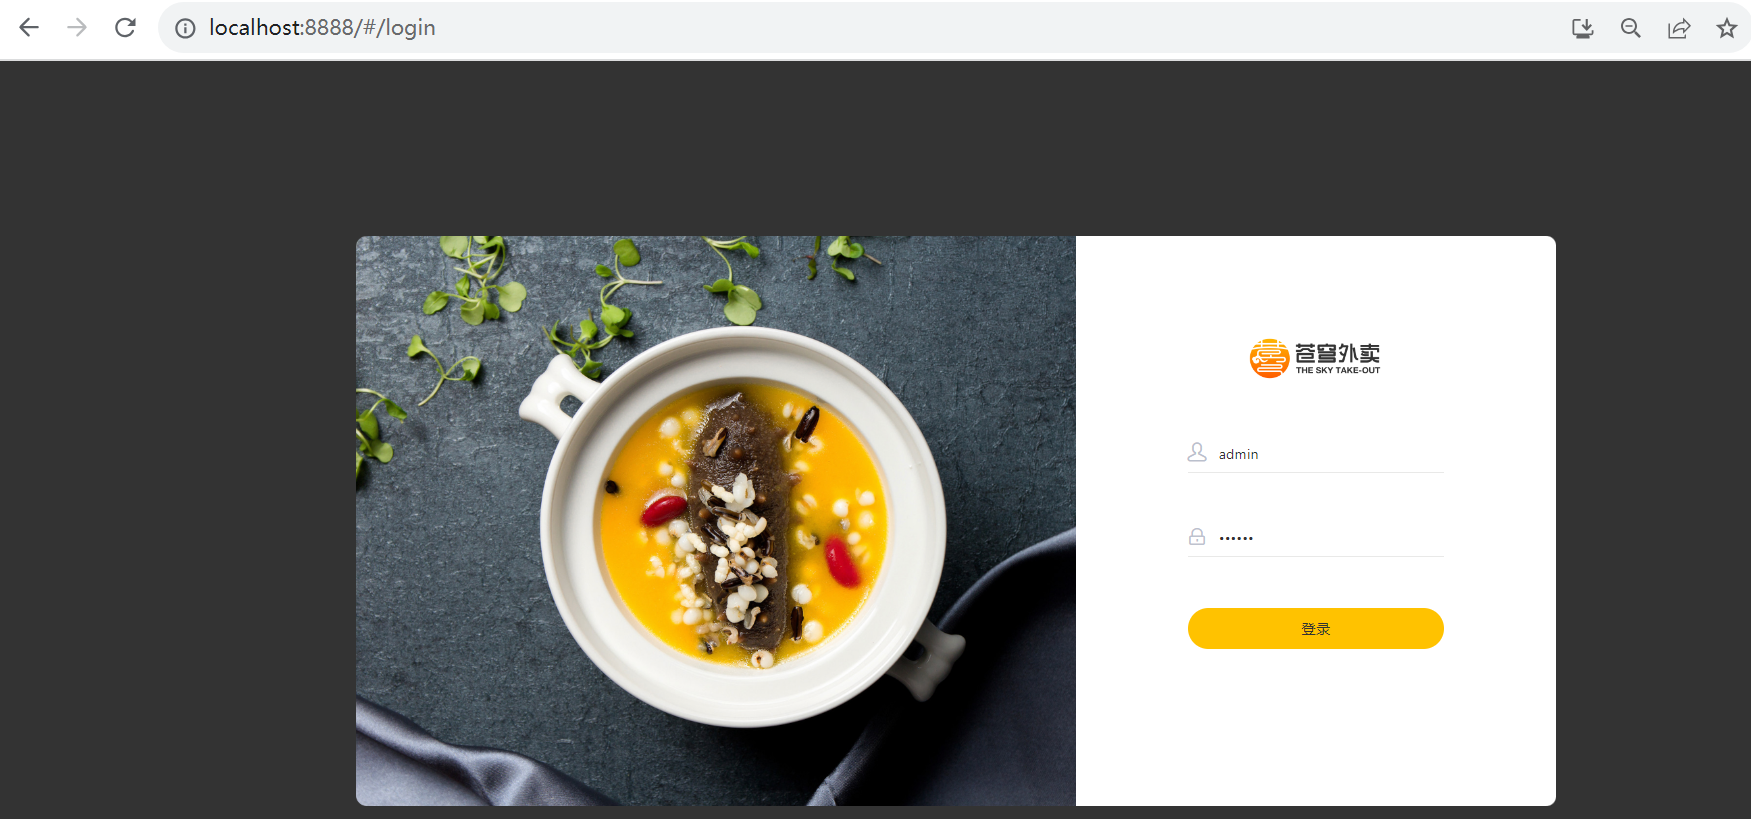 localhost:8888/#/login
苍穹外卖
THE SKY TAKE-OUT
admin
••••••
登录